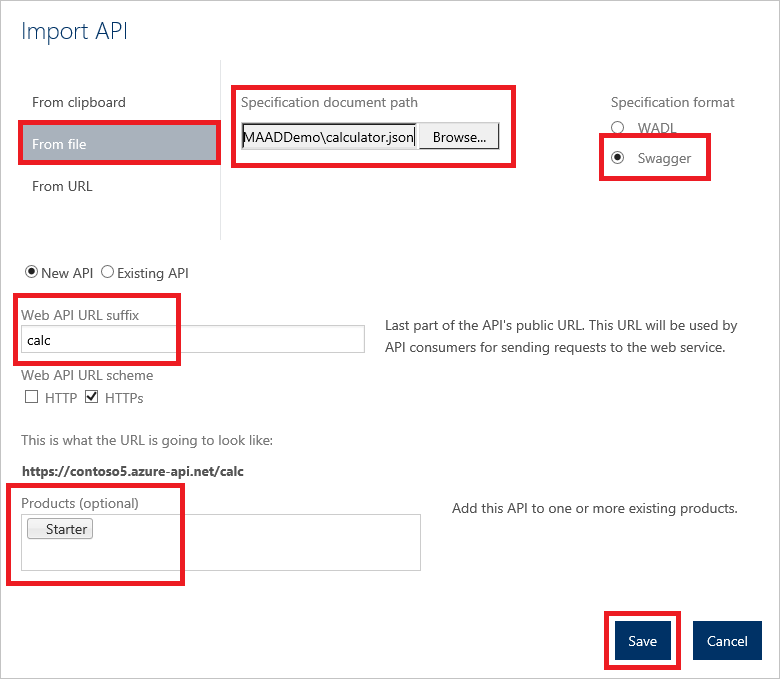 Import API
From clipboard
From file
From URL
Specification document path
MAADDemo\calculator.json
Browse...
Specification format
WADL
Swagger
New API
Existing API
Web API URL suffix
calc
Last part of the API's public URL. This URL will be used by
API consumers for sending requests to the web service.
Web API URL scheme
HTTP
HTTPs
This is what the URL is going to look like:
https://contoso5.azure-api.net/calc
Products (optional)
Starter
Add this API to one or more existing products.
Save
Cancel